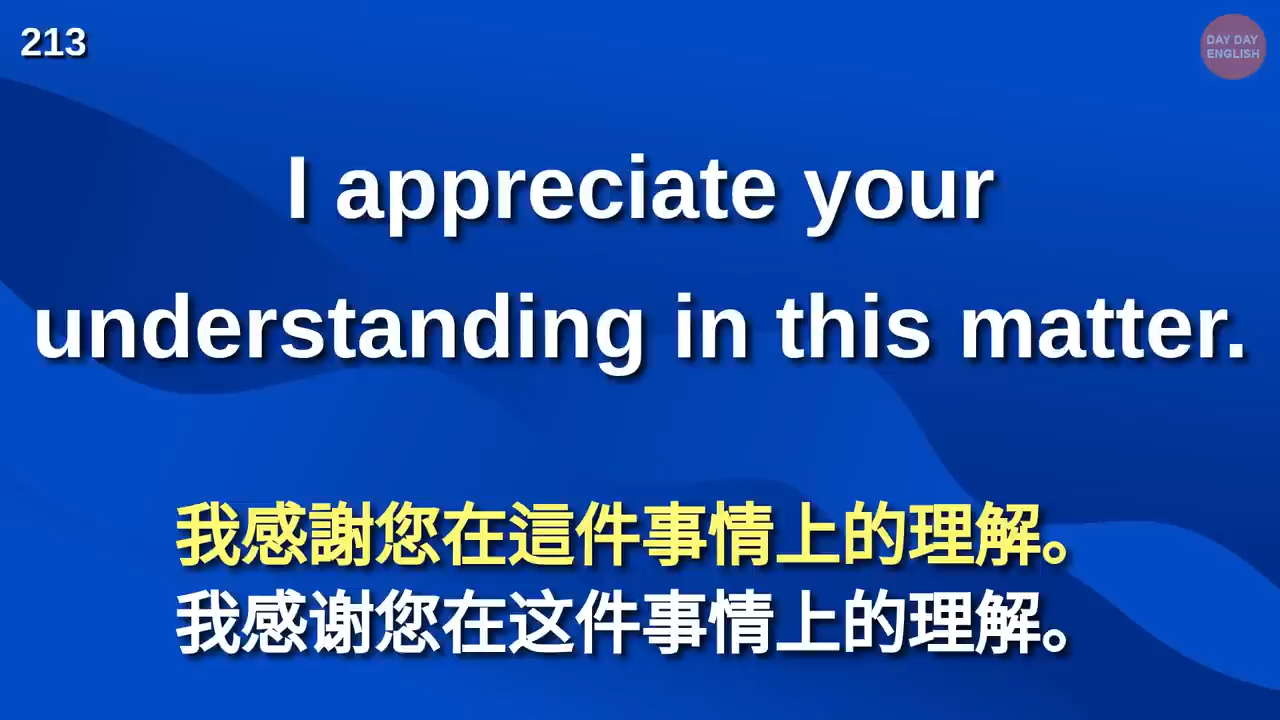 213
DAY DAY
ENGLISH
I appreciate your
understanding in this matter.
我感謝您在這件事情上的理解。
我感谢您在这件事情上的理解。